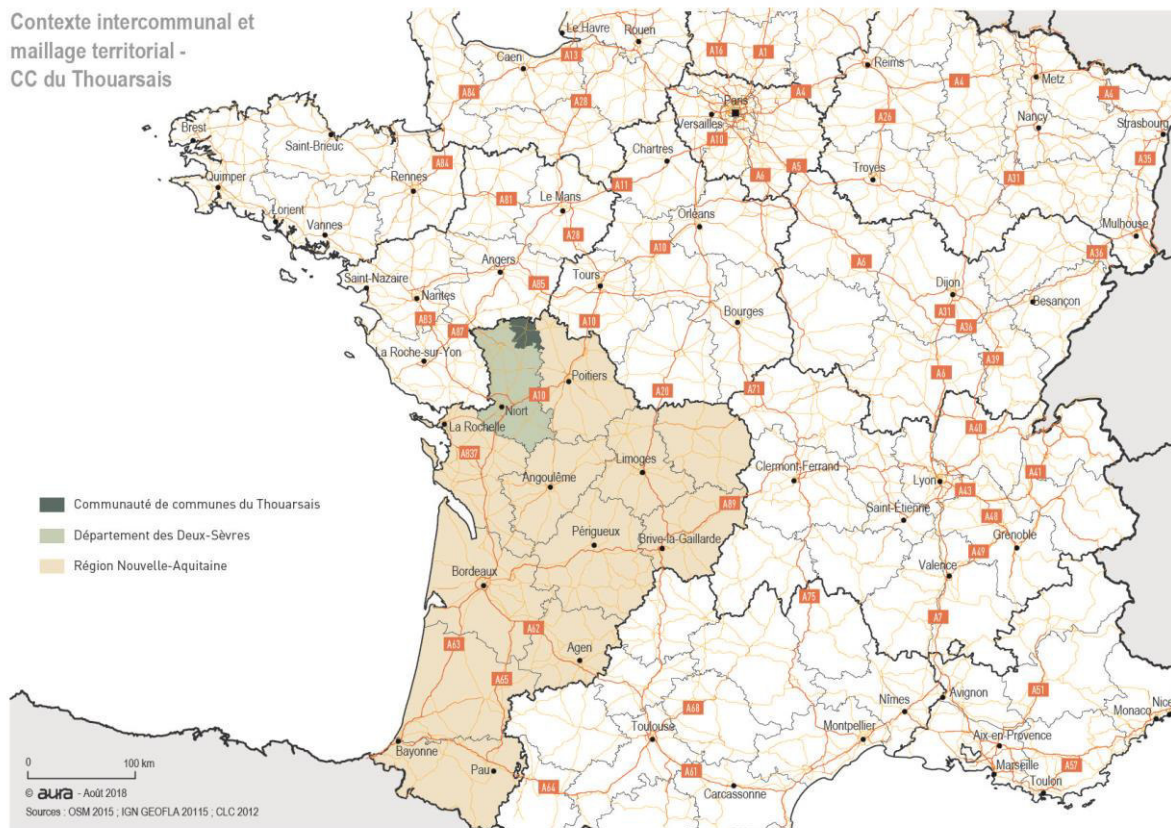 Contexte intercommunal et
maillage territorial -
CC du Thouarsais
Le Havre
Rouen
A16
A1
Reims
Caen
A13
A4
Metz
A84
A28
Paris
A4
A4
Versailles
A26
Nancy
Strasbourg
Brest
Saint-Brieuc
A10
Chartres
A84
A5
A35
Quimper
Rennes
A11
A6
Troyes
A31
A81
Le Mans
Lorient
Orléans
Vannes
A28
Mulhouse
A10
A6
A36
Angers
Saint-Nazaire
A85
Tours
Dijon
Nantes
Besançon
A83
A87
A10
Bourges
A31
A36
La Roche-sur-Yon
A39
Poitiers
A6
A10
A20
A71
Niort
La Rochelle
A40
A837
Limoges
Clermont-Ferrand
A41
Angoulême
Lyon
A43
Communauté de communes du Thouarsais
A89
Saint-Étienne
A48
Département des Deux-Sèvres
Périgueux
Brive-la-Gaillarde
Grenoble
A49
Région Nouvelle-Aquitaine
Bordeaux
Valence
A75
A7
A62
A63
Agen
A65
A51
Nîmes
Avignon
A68
Monaco
Nice
Toulouse
Montpellier
Aix-en-Provence
Bayonne
Marseille
A57
0 100 km
Pau
A61
Toulon
A64
Carcassonne
© aura - Août 2018
Sources : OSM 2015 ; IGN GEOFLA 20115 ; CLC 2012